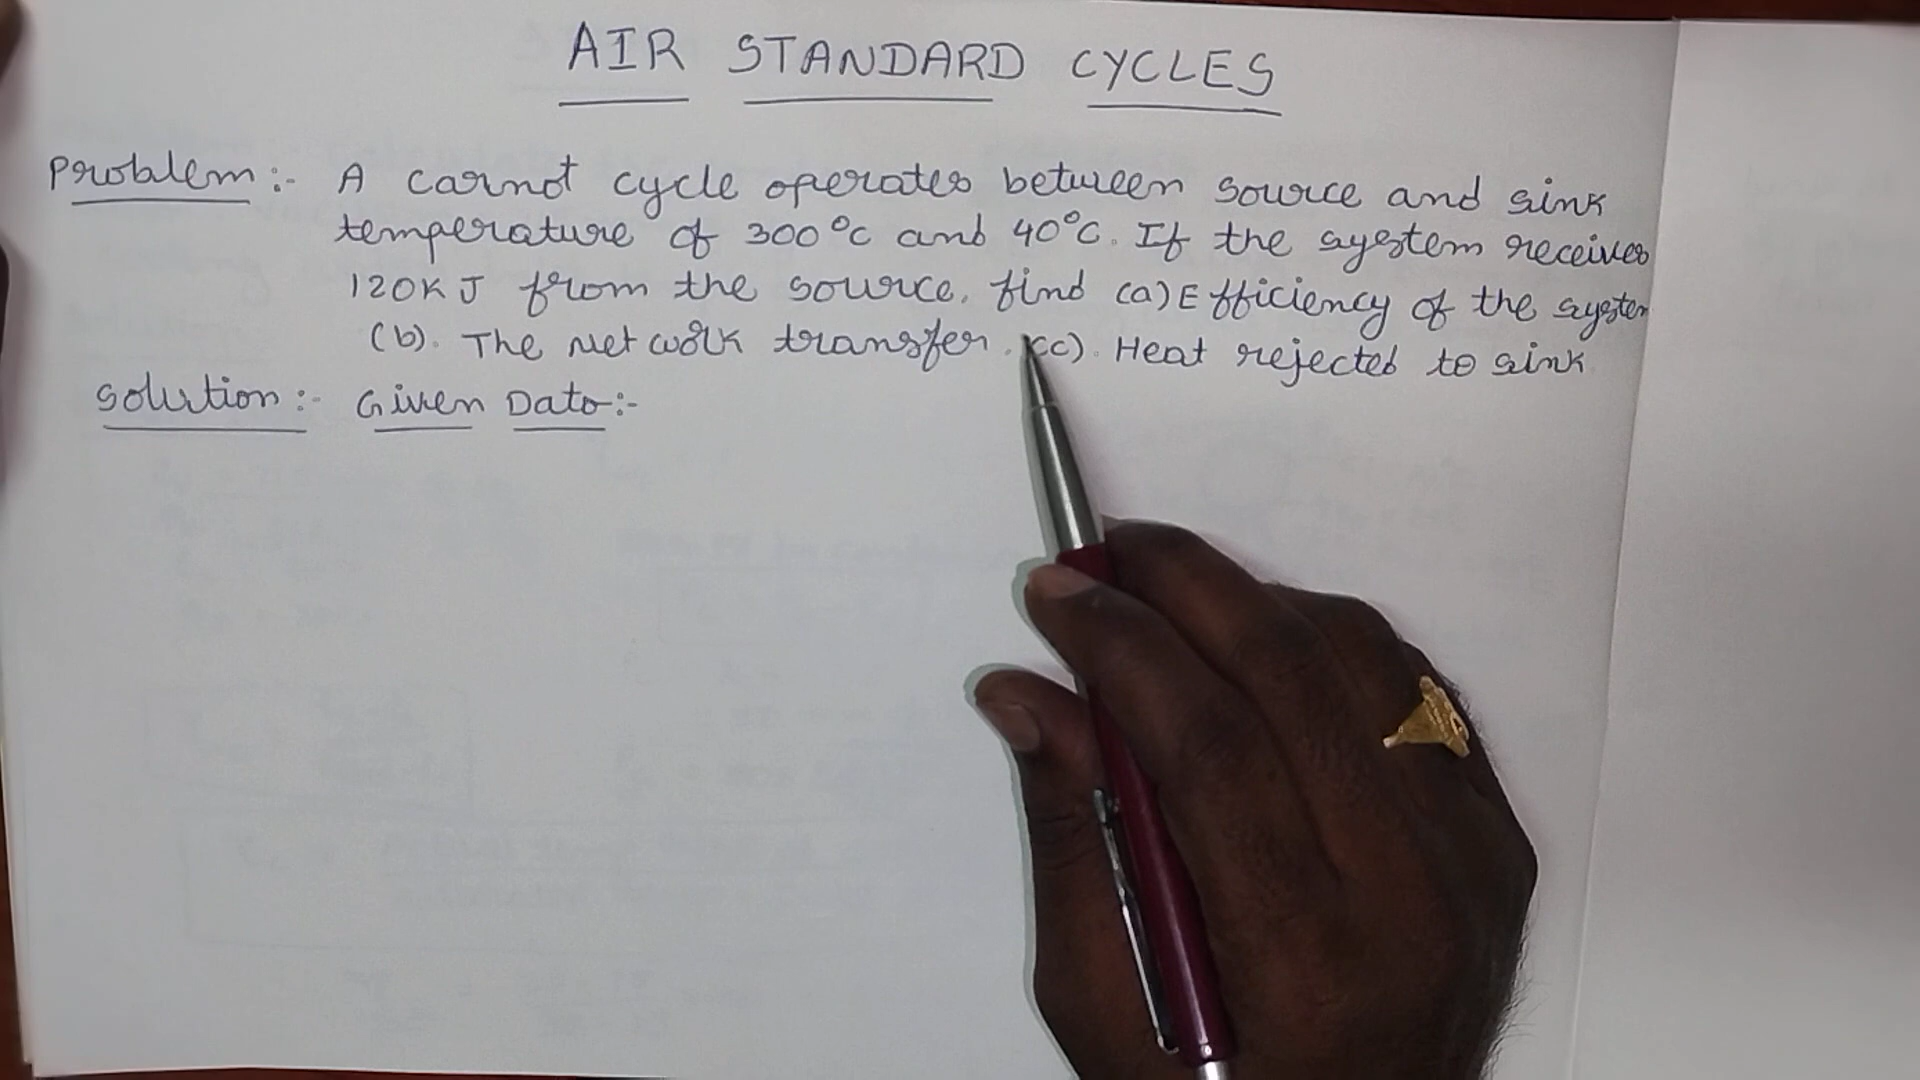 AIR STANDARD CYCLES
Problem:- A carnot cycle operates between source and sink
temperature of 300°c and 40°c. If the system receives
120KJ from the source, find (a) Efficiency of the system
(b). The net work transfer. (c). Heat rejected to sink
Solution:- Given Data:-